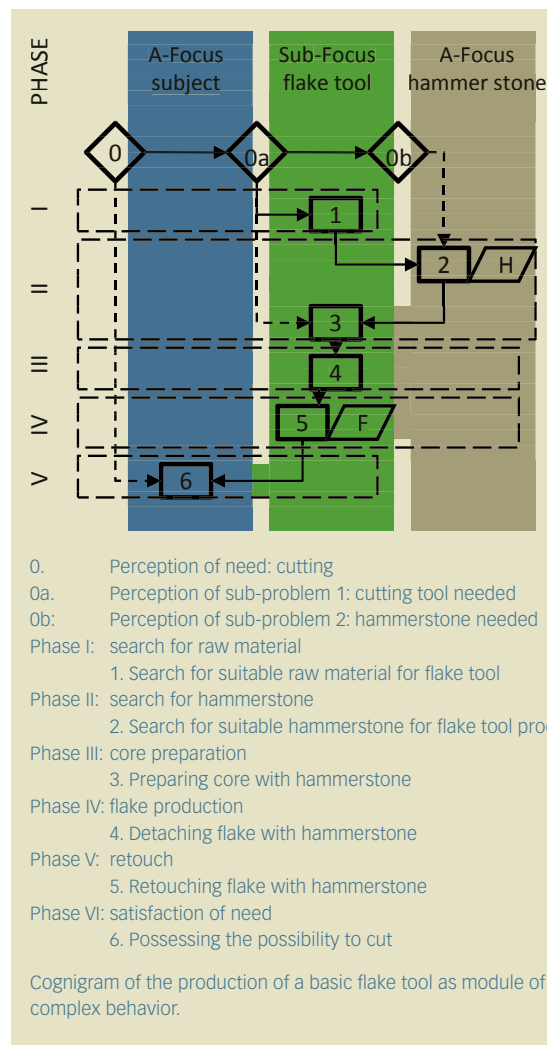 PHASE
A-Focus
subject
Sub-Focus
flake tool
A-Focus
hammer stone
0
0a
0b
I
1
II
2
H
3
III
4
IV
5
F
V
6
0. Perception of need: cutting
0a. Perception of sub-problem 1: cutting tool needed
0b: Perception of sub-problem 2: hammerstone needed
Phase I: search for raw material
1. Search for suitable raw material for flake tool
Phase II: search for hammerstone
2. Search for suitable hammerstone for flake tool
Phase III: core preparation
3. Preparing core with hammerstone
Phase IV: flake production
4. Detaching flake with hammerstone
Phase V: retouch
5. Retouching flake with hammerstone
Phase VI: satisfaction of need
6. Possessing the possibility to cut
Cognigram of the production of a basic flake tool as module of
complex behavior.